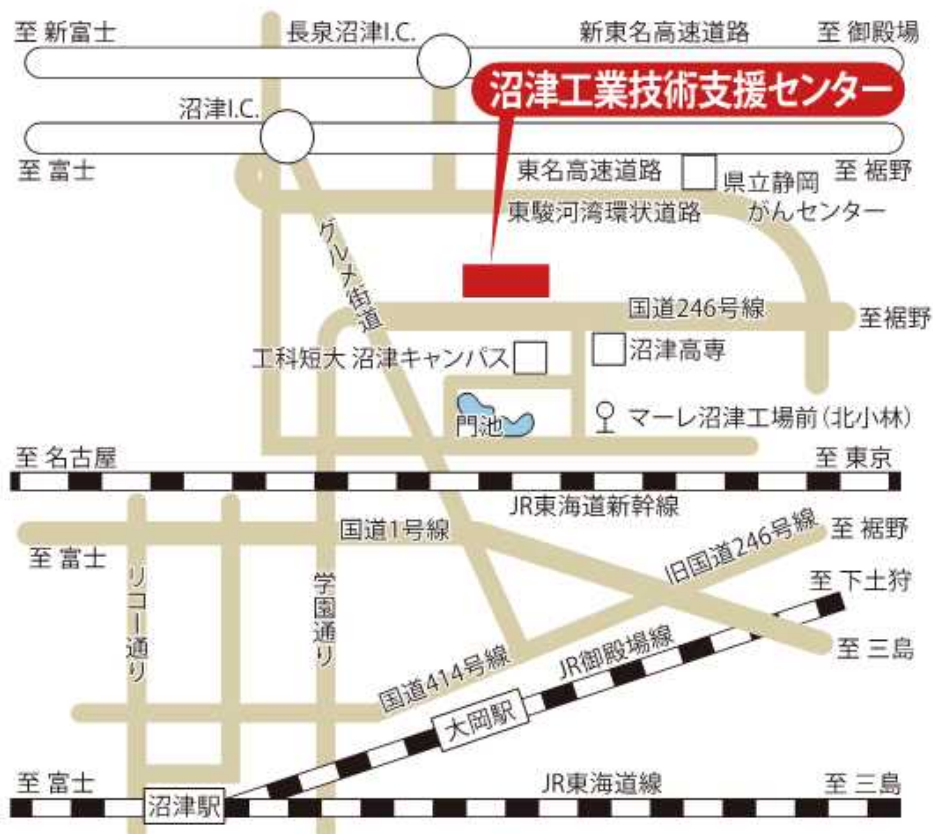 至 新富士
長泉沼津I.C.
新東名高速道路
至 御殿場
沼津工業技術支援センター
沼津I.C.
至 富士
東名高速道路
県立静岡
がんセンター
至 裾野
東駿河湾環状道路
グルメ街道
国道246号線
至裾野
工科短大 沼津キャンパス
沼津高専
門池
マーレ沼津工場前（北小林）
至 名古屋
至 東京
JR東海道新幹線
国道1号線
至 富士
旧国道246号線
至 裾野
リコー通り
学園通り
至 下土狩
JR御殿場線
至 三島
国道414号線
大岡駅
至 富士
沼津駅
JR東海道線
至 三島